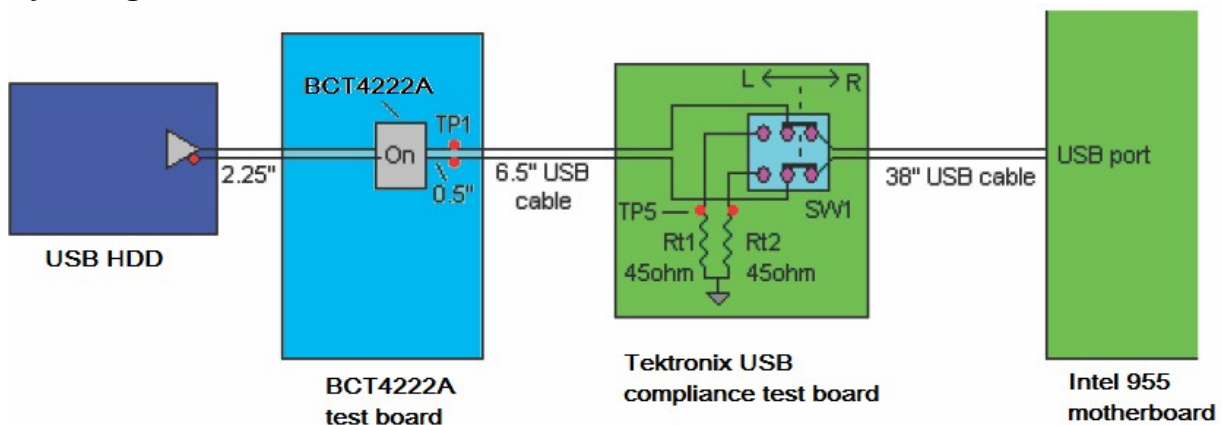 BCT4222A
TP1
On
2.25"
0.5"
6.5" USB
cable
L
R
SW1
TP5
Rt1
Rt2
45ohm
45ohm
38" USB cable
USB port
USB HDD
BCT4222A
test board
Tektronix USB
compliance test board
Intel 955
motherboard